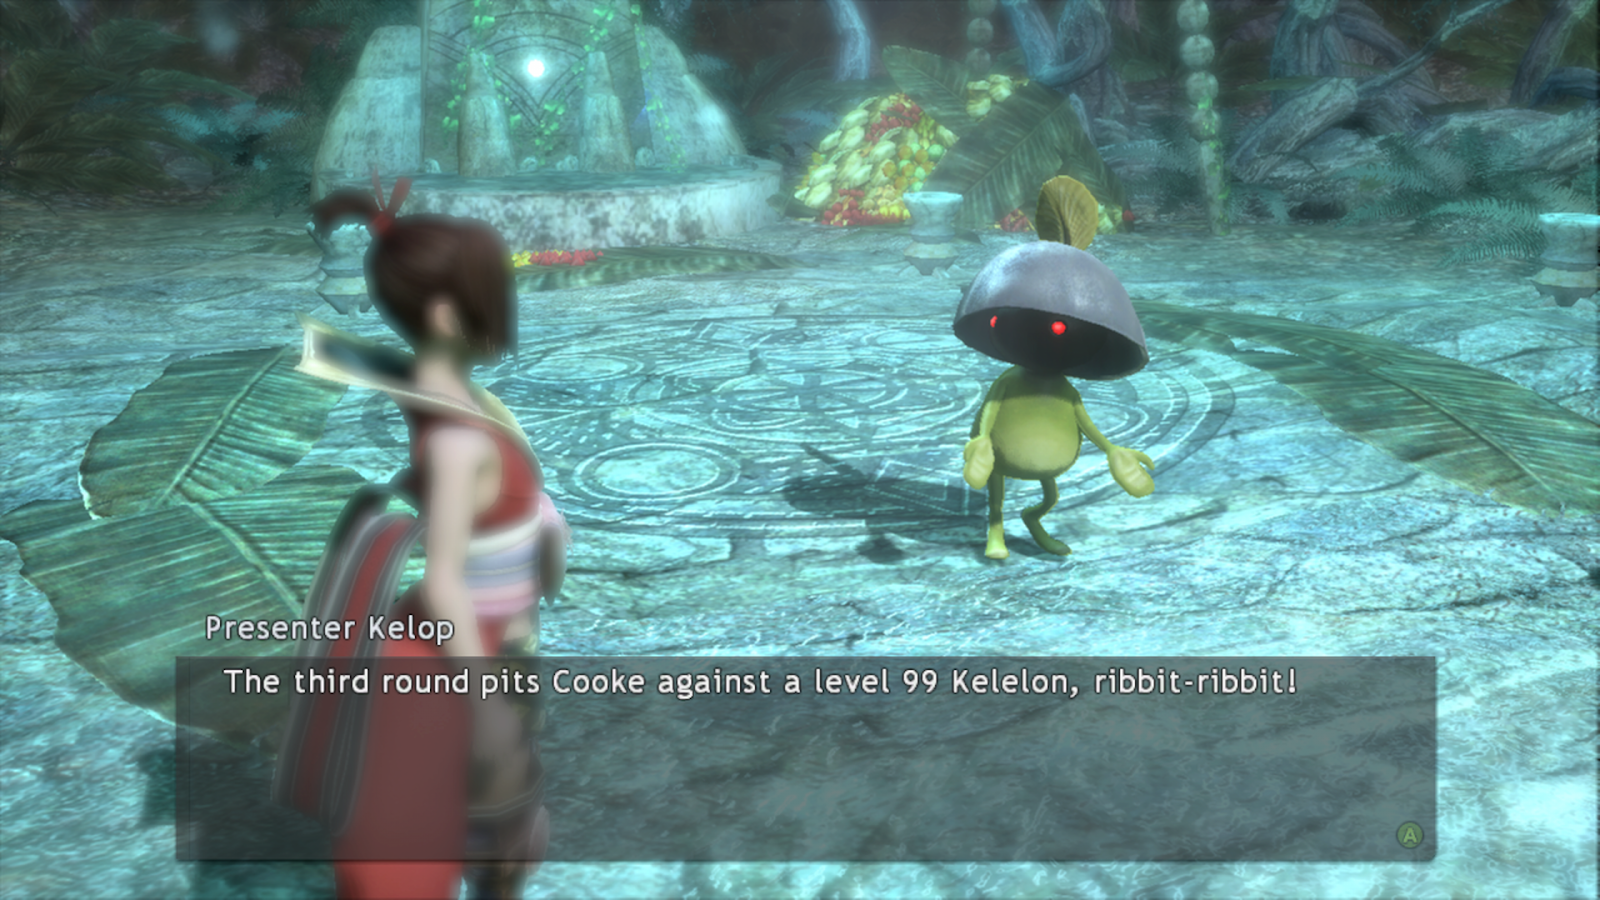 Presenter Kelop
The third round pits Cooke against a level 99 Kelelon, ribbit-ribbit!
A